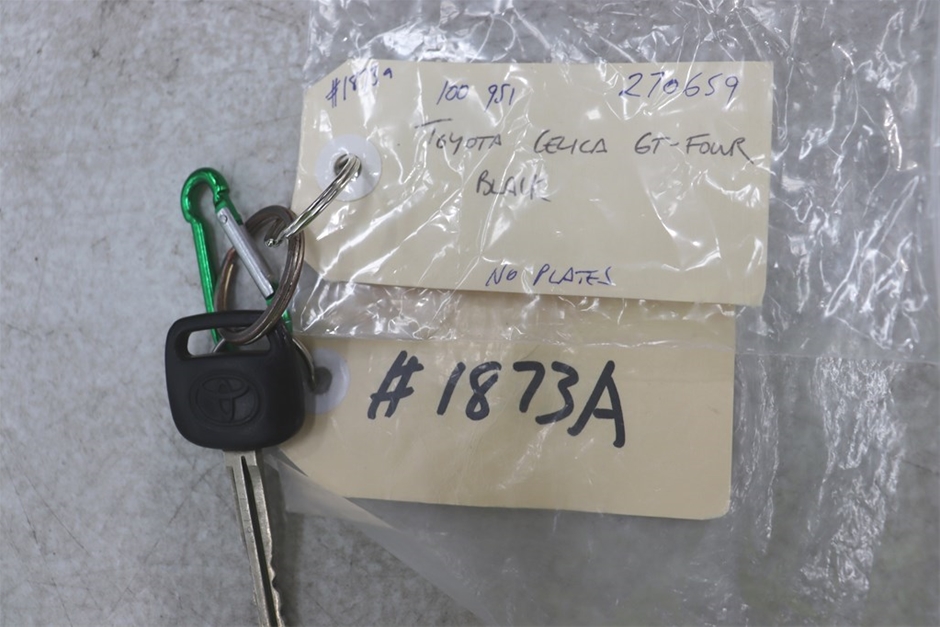 #1873A 100 951 270659
TOYOTA CELICA GT-FOUR
BLACK
NO PLATES
#1873A